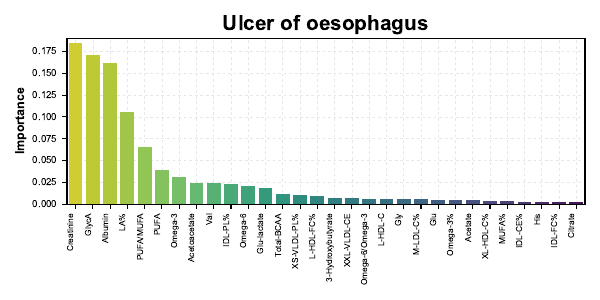 Ulcer of oesophagus
Importance
0.175
0.150
0.125
0.100
0.075
0.050
0.025
0.000
Creatinine
GlycA
Albumin
LA%
PUFA/MUFA
PUFA
Omega-3
Acetoacetate
Val
IDL-PL%
Omega-6
Glu-lactate
Total-BCAA
XS-VLDL-PL%
L-HDL-FC%
3-Hydroxybutyrate
XXL-VLDL-CE
Omega-6/Omega-3
L-HDL-C
Gly
M-LDL-C%
Glu
Omega-3%
Acetate
XL-HDL-C%
MUFA%
IDL-CE%
His
IDL-FC%
Citrate